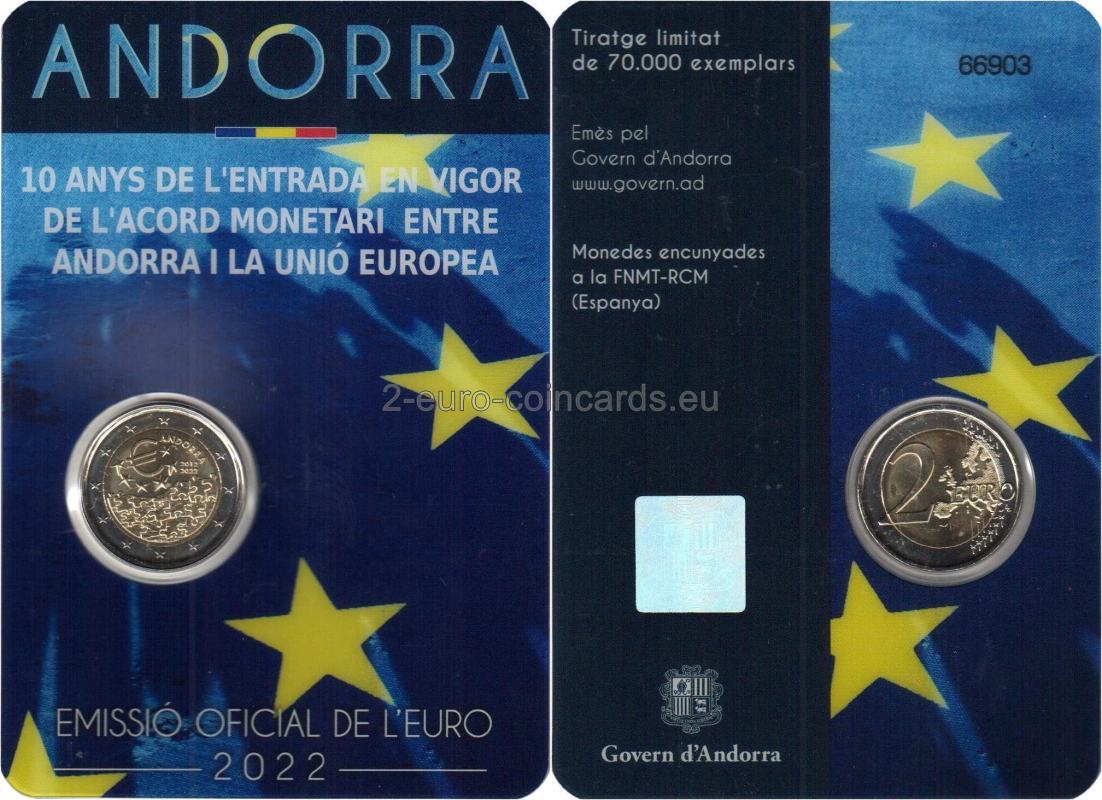 ANDORRA
10 ANYS DE L'ENTRADA EN VIGOR
DE L'ACORD MONETARI ENTRE
ANDORRA I LA UNIÓ EUROPEA
ANDORRA
2012
2022
EMISSIÓ OFICIAL DE L'EURO
2022
Tiratge limitat
de 70.000 exemplars
66903
Emès pel
Govern d'Andorra
www.govern.ad
Monedes encunyades
a la FNMT-RCM
(Espanya)
2-euro-coincards.eu
2 EURO
Govern d'Andorra